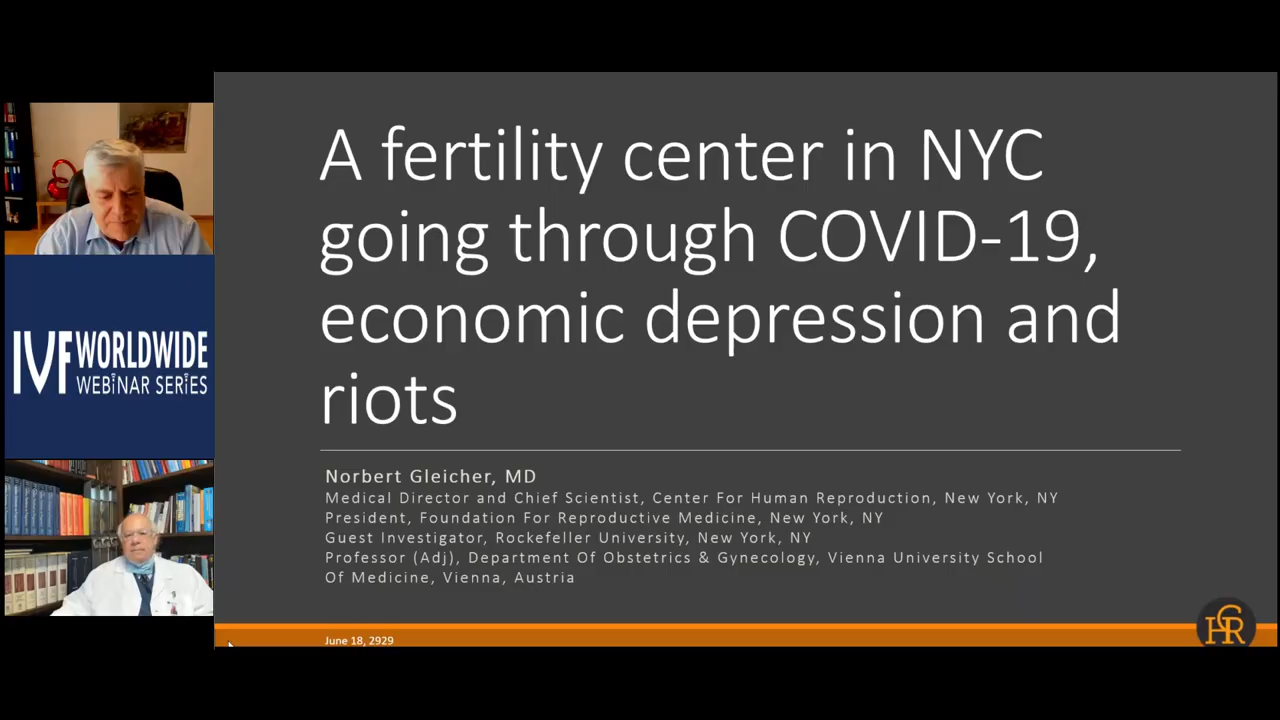 A fertility center in NYC
going through COVID-19,
economic depression and
riots
Norbert Gleicher, MD
Medical Director and Chief Scientist, Center For Human Reproduction, New York, NY
President, Foundation For Reproductive Medicine, New York, NY
Guest Investigator, Rockefeller University, New York, NY
Professor (Adj), Department Of Obstetrics & Gynecology, Vienna University School
Of Medicine, Vienna, Austria
June 18, 2929
CHR
IVF WORLDWIDE
WEBINAR SERIES